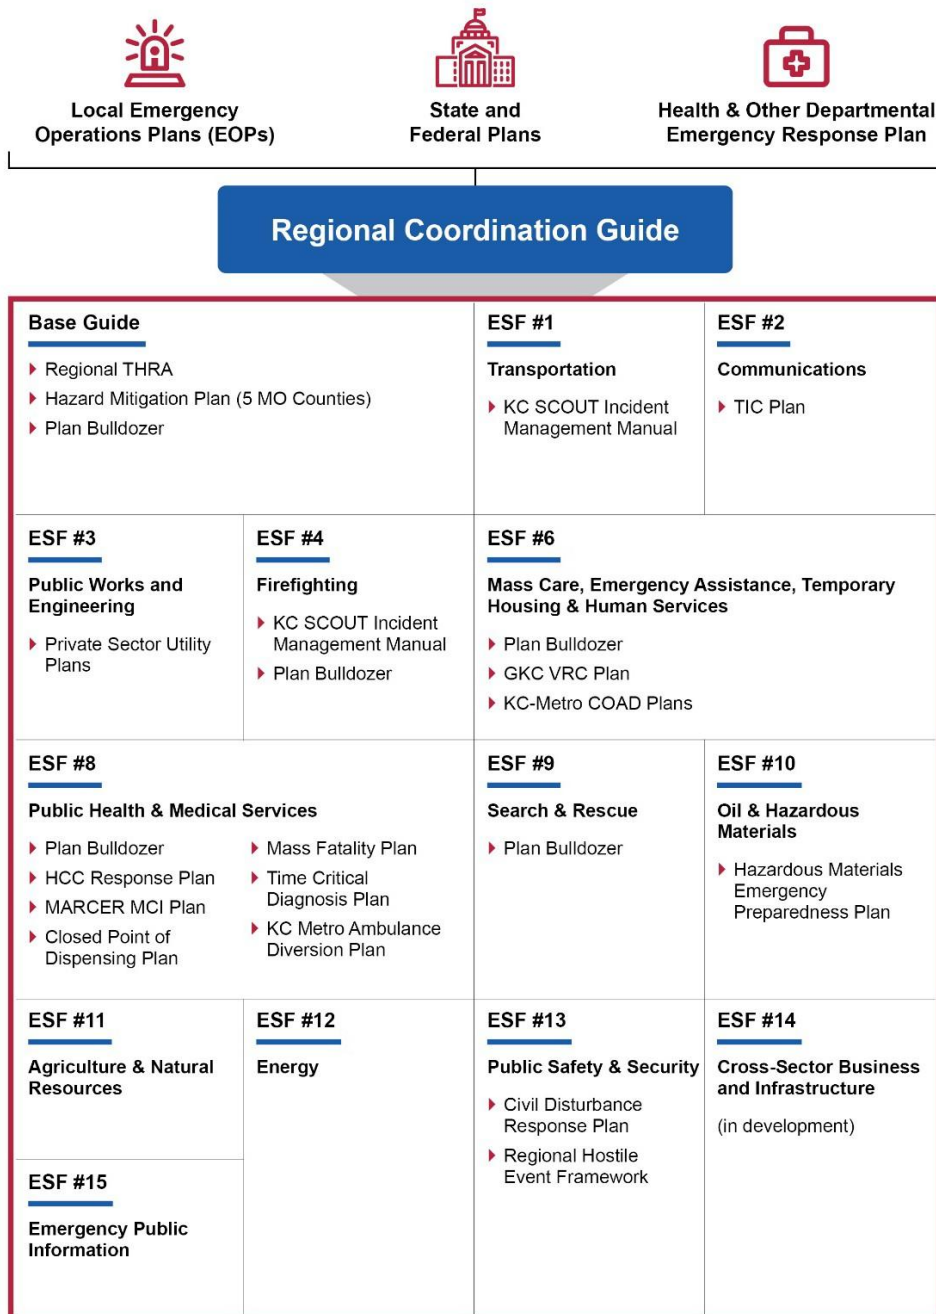 Local Emergency
Operations Plans (EOPs)
State and
Federal Plans
Health & Other Departmental
Emergency Response Plan
Regional Coordination Guide
Base Guide
Regional THRA
Hazard Mitigation Plan (5 MO Counties)
Plan Bulldozer
ESF #1
Transportation
KC SCOUT Incident
Management Manual
ESF #2
Communications
TIC Plan
ESF #3
Public Works and
Engineering
Private Sector Utility
Plans
ESF #4
Firefighting
KC SCOUT Incident
Management Manual
Plan Bulldozer
ESF #6
Mass Care, Emergency Assistance, Temporary
Housing & Human Services
Plan Bulldozer
GKC VRC Plan
KC-Metro COAD Plans
ESF #8
Public Health & Medical Services
Plan Bulldozer
HCC Response Plan
MARCER MCI Plan
Closed Point of
Dispensing Plan
Mass Fatality Plan
Time Critical
Diagnosis Plan
KC Metro Ambulance
Diversion Plan
ESF #9
Search & Rescue
Plan Bulldozer
ESF #10
Oil & Hazardous
Materials
Hazardous Materials
Emergency
Preparedness Plan
ESF #11
Agriculture & Natural
Resources
ESF #12
Energy
ESF #13
Public Safety & Security
Civil Disturbance
Response Plan
Regional Hostile
Event Framework
ESF #14
Cross-Sector Business
and Infrastructure
(in development)
ESF #15
Emergency Public
Information